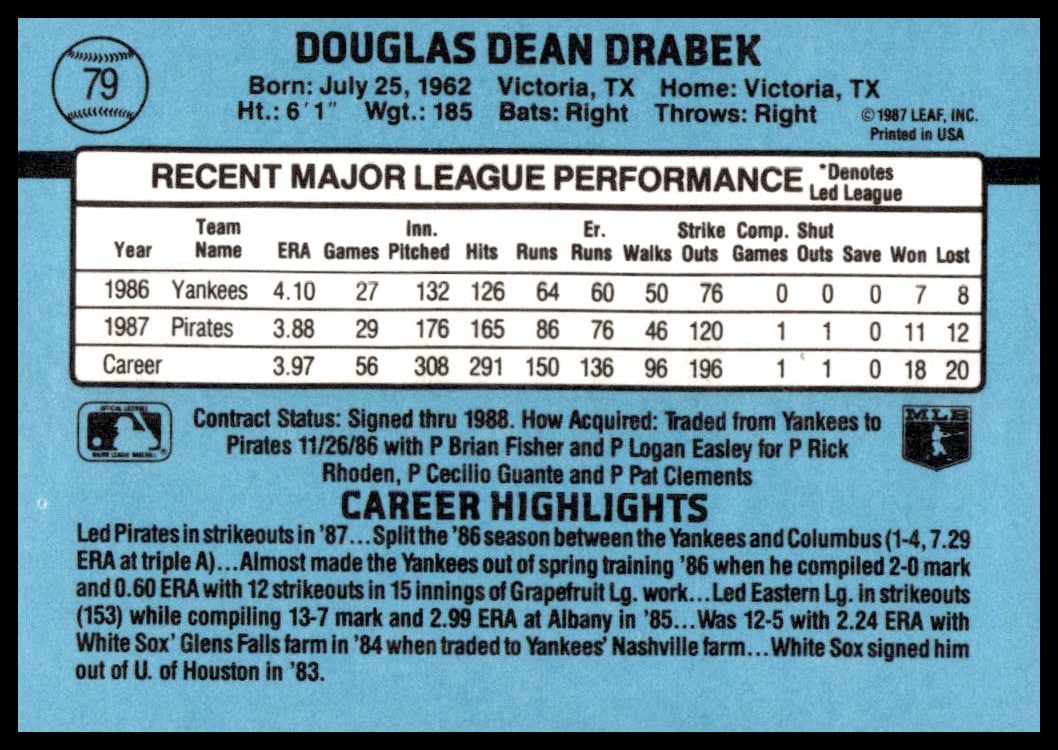 79
DOUGLAS DEAN DRABEK
Born: July 25, 1962 Victoria, TX Home: Victoria, TX
Ht.: 6'1" Wgt.: 185 Bats: Right Throws: Right
©1987 LEAF, INC.
Printed in USA
RECENT MAJOR LEAGUE PERFORMANCE *Denotes Led League
Year Team Name ERA Games Inn. Pitched Hits Runs Er. Runs Walks Strike Outs Comp. Games Shut Outs Save Won Lost
1986 Yankees 4.10 27 132 126 64 60 50 76 0 0 0 7 8
1987 Pirates 3.88 29 176 165 86 76 46 120 1 1 0 11 12
Career 3.97 56 308 291 150 136 96 196 1 1 0 18 20
OFFICIAL LICENSEE
MAJOR LEAGUE BASEBALL
®
MLB
Contract Status: Signed thru 1988. How Acquired: Traded from Yankees to
Pirates 11/26/86 with P Brian Fisher and P Logan Easley for P Rick
Rhoden, P Cecilio Guante and P Pat Clements
CAREER HIGHLIGHTS
Led Pirates in strikeouts in '87...Split the '86 season between the Yankees and Columbus (1-4, 7.29
ERA at triple A)...Almost made the Yankees out of spring training '86 when he compiled 2-0 mark
and 0.60 ERA with 12 strikeouts in 15 innings of Grapefruit Lg. work...Led Eastern Lg. in strikeouts
(153) while compiling 13-7 mark and 2.99 ERA at Albany in '85...Was 12-5 with 2.24 ERA with
White Sox' Glens Falls farm in '84 when traded to Yankees' Nashville farm...White Sox signed him
out of U. of Houston in '83.